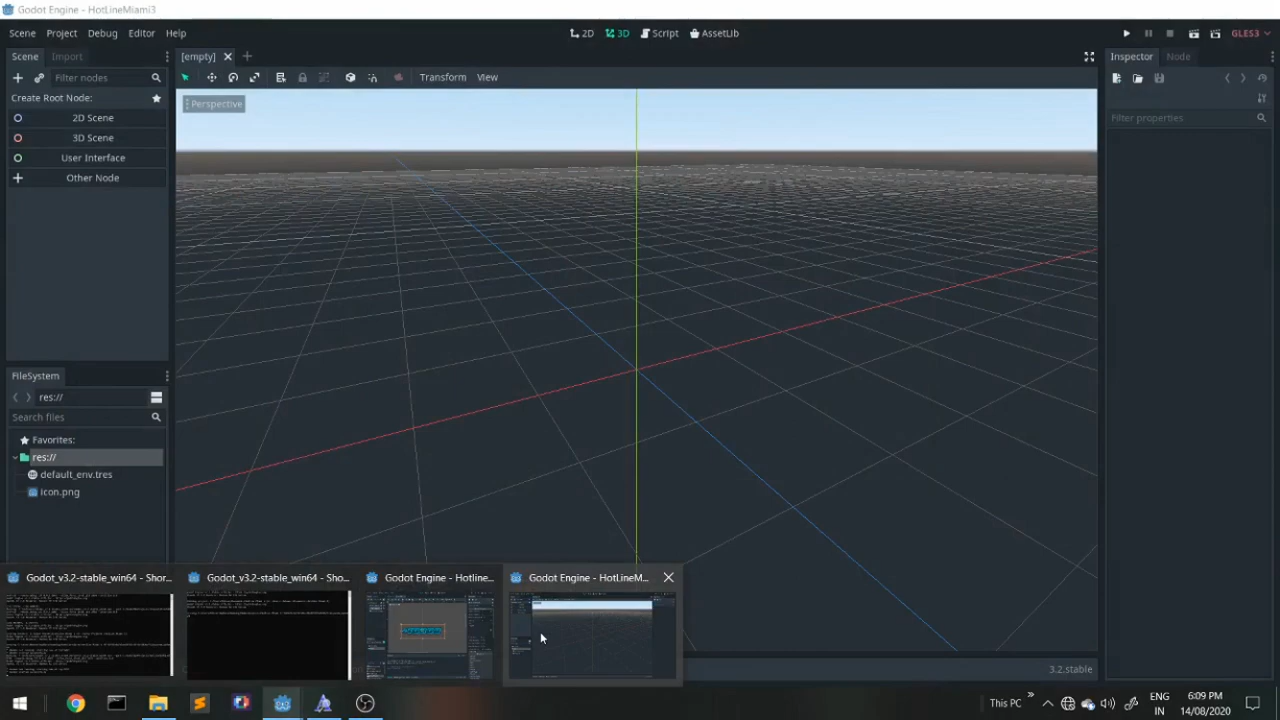 Godot Engine - HotLineMiami3
Scene Project Debug Editor Help
2D 3D Script AssetLib
GLES3
Scene Import
[empty]
Inspector Node
Filter nodes
Transform View
Create Root Node:
Perspective
2D Scene
3D Scene
User Interface
Other Node
Filter properties
FileSystem
res://
Search files
Favorites:
res://
default_env.tres
icon.png
Godot_v3.2-stable_win64 - Shor...
Godot_v3.2-stable_win64 - Sho...
Godot Engine - Hotline...
Godot Engine - HotLineM...
3.2.stable
This PC
ENG
IN
6:09 PM
14/08/2020